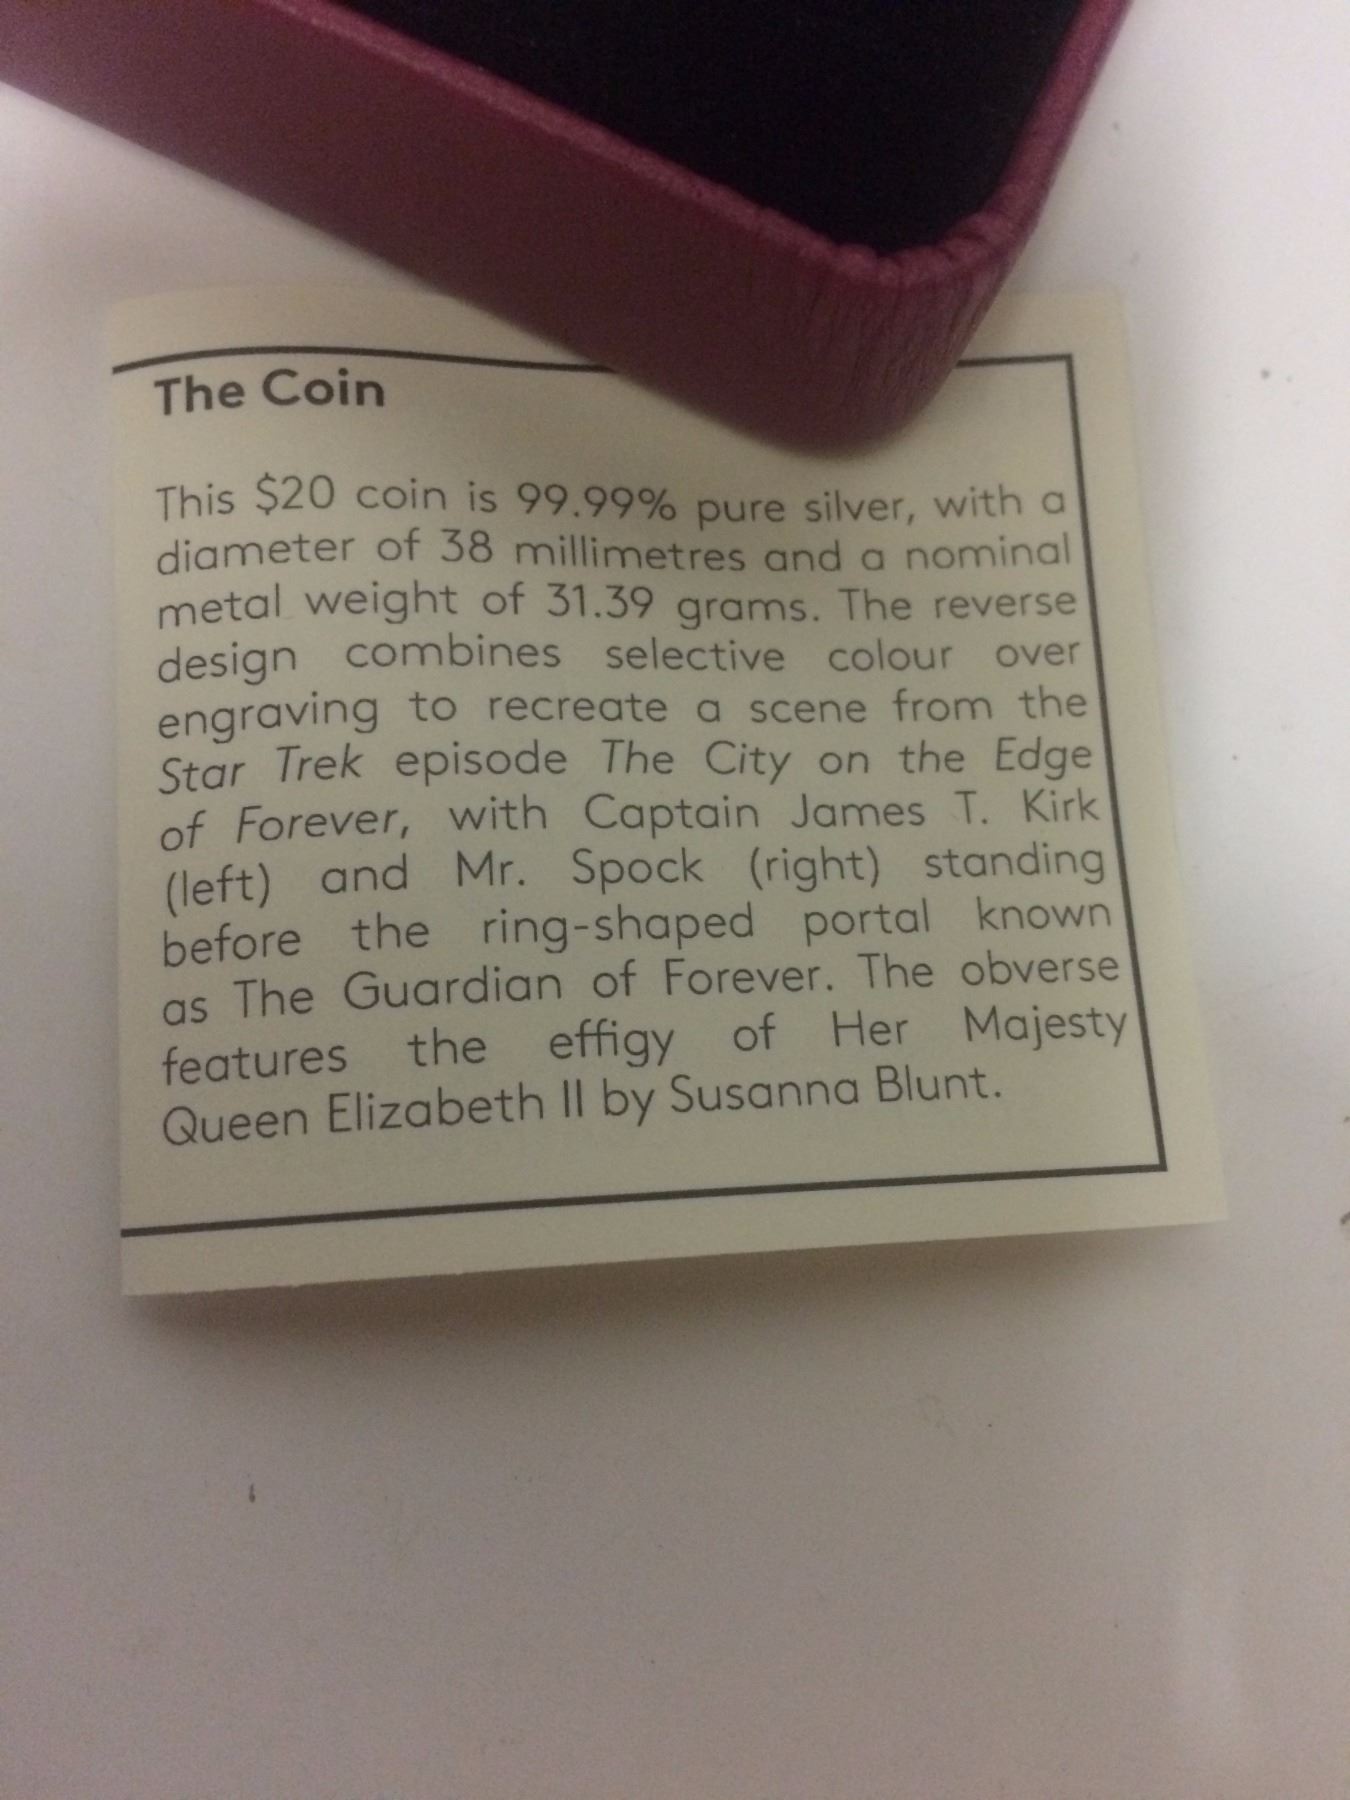 The Coin
This $20 coin is 99.99% pure silver, with a
diameter of 38 millimetres and a nominal
metal weight of 31.39 grams. The reverse
design combines selective colour over
engraving to recreate a scene from the
Star Trek episode The City on the Edge
of Forever, with Captain James T. Kirk
(left) and Mr. Spock (right) standing
before the ring-shaped portal known
as The Guardian of Forever. The obverse
features the effigy of Her Majesty
Queen Elizabeth II by Susanna Blunt.